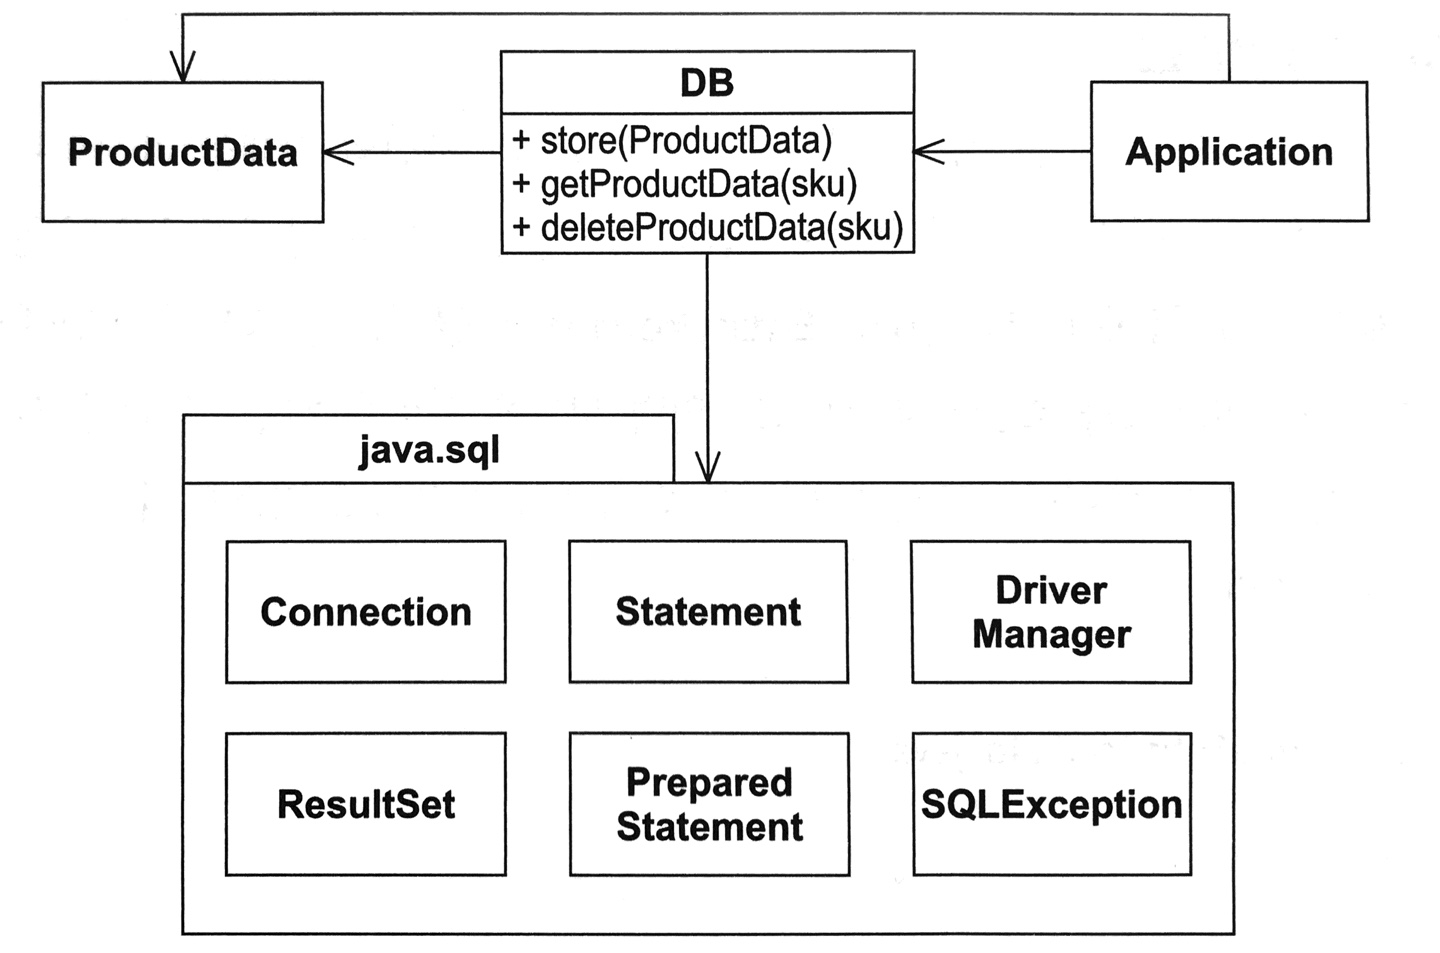 ProductData
DB
+ store(ProductData)
+ getProductData(sku)
+ deleteProductData(sku)
Application
java.sql
Connection
Statement
Driver
Manager
ResultSet
Prepared
Statement
SQLException